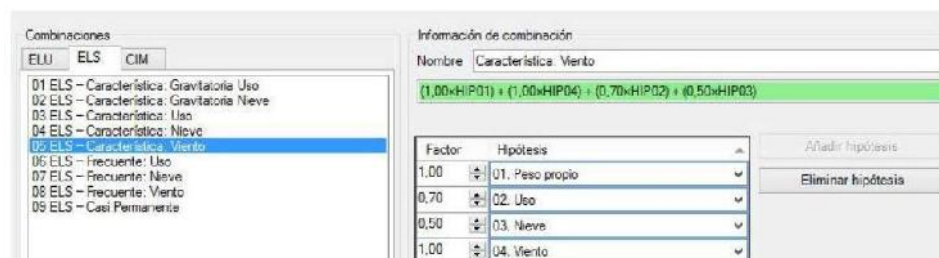 Combinaciones
ELU ELS CIM
01 ELS – Característica: Gravitatoria Uso
02 ELS – Característica: Gravitatoria Nieve
03 ELS – Característica: Uso
04 ELS – Característica: Nieve
05 ELS – Característica: Viento
06 ELS – Frecuente: Uso
07 ELS – Frecuente: Nieve
08 ELS – Frecuente: Viento
09 ELS – Casi Permanente
Información de combinación
Nombre Característica: Viento
(1,00×HIP01) + (1,00×HIP04) + (0,70×HIP02) + (0,50×HIP03)
Factor Hipótesis
1,00 01. Peso propio
0,70 02. Uso
0,50 03. Nieve
1,00 04. Viento
Añadir hipótesis
Eliminar hipótesis